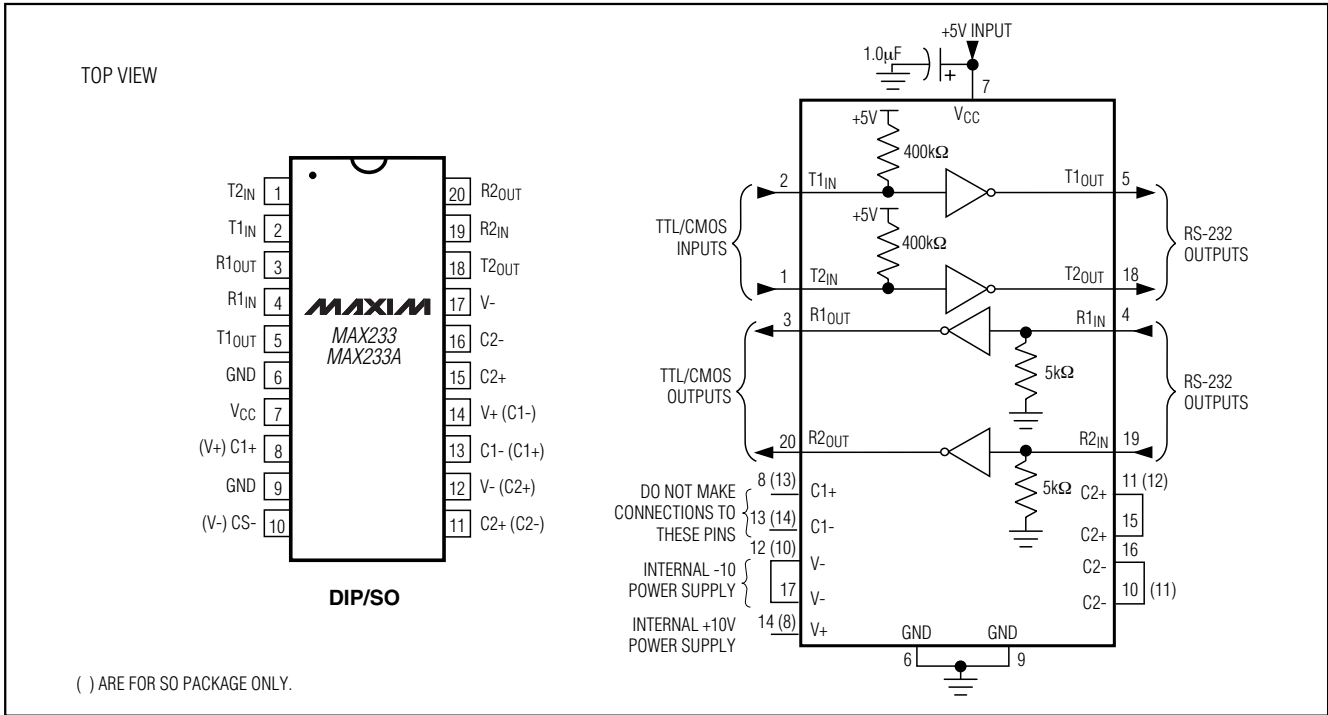 TOP VIEW
T2IN 1
T1IN 2
R1OUT 3
R1IN 4
T1OUT 5
GND 6
VCC 7
(V+) C1+ 8
GND 9
(V-) CS- 10
MAXIM
MAX233
MAX233A
20 R2OUT
19 R2IN
18 T2OUT
17 V-
16 C2-
15 C2+
14 V+ (C1-)
13 C1- (C1+)
12 V- (C2+)
11 C2+ (C2-)
DIP/SO
( ) ARE FOR SO PACKAGE ONLY.
+5V INPUT
1.0µF
+
7
VCC
+5V
400kΩ
2 T1IN
T1OUT 5
+5V
400kΩ
TTL/CMOS
INPUTS
RS-232
OUTPUTS
1 T2IN
T2OUT 18
3 R1OUT
R1IN 4
5kΩ
TTL/CMOS
OUTPUTS
RS-232
OUTPUTS
20 R2OUT
R2IN 19
5kΩ
8 (13) C1+
DO NOT MAKE
CONNECTIONS TO
THESE PINS
13 (14) C1-
12 (10) V-
INTERNAL -10
POWER SUPPLY
17 V-
INTERNAL +10V
POWER SUPPLY
14 (8) V+
C2+ 11 (12)
C2+ 15
C2- 16
C2- 10 (11)
GND GND
6 9